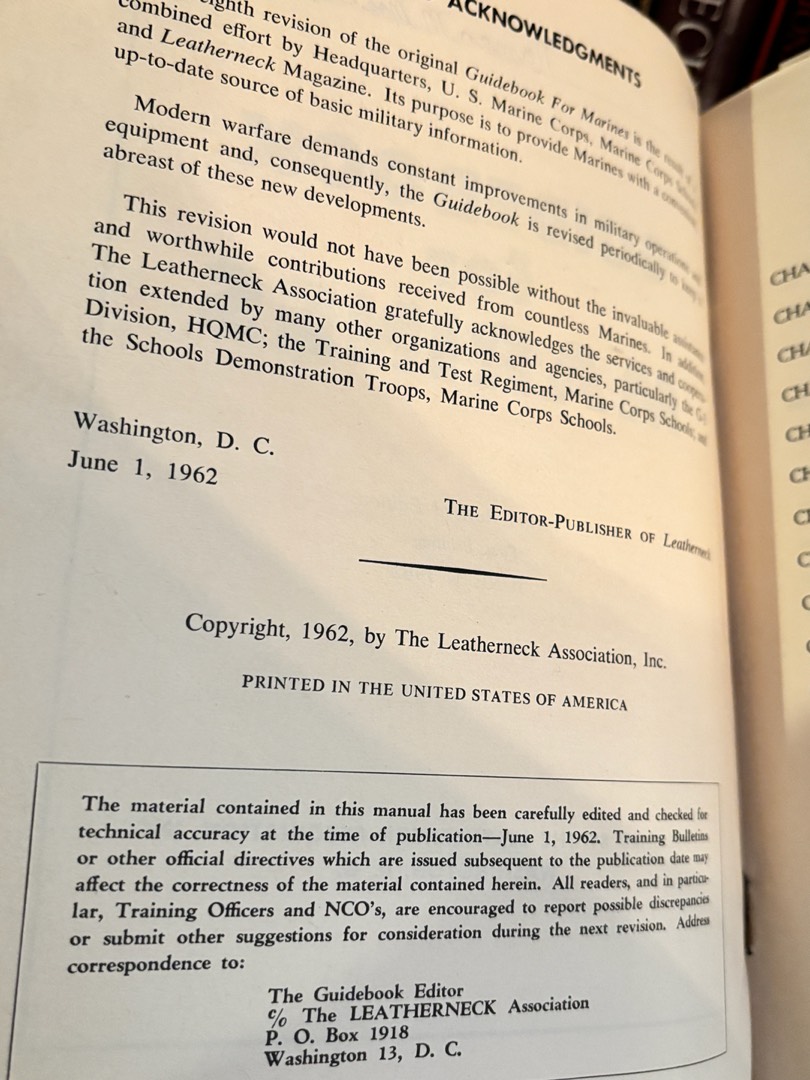 ACKNOWLEDGMENTS
revision of the original Guidebook For Marines is the
combined effort by Headquarters, U. S. Marine Corps, Marine Corps
and Leatherneck Magazine. Its purpose is to provide Marines with a
up-to-date source of basic military information.
Modern warfare demands constant improvements in military
equipment and, consequently, the Guidebook is revised periodically to
abreast of these new developments.
This revision would not have been possible without the invaluable
and worthwhile contributions received from countless Marines. In
The Leatherneck Association gratefully acknowledges the services and
tion extended by many other organizations and agencies, particularly the
Division, HQMC; the Training and Test Regiment, Marine Corps Schools; and
the Schools Demonstration Troops, Marine Corps Schools.
Washington, D. C.
June 1, 1962
THE EDITOR-PUBLISHER OF Leatherneck
Copyright, 1962, by The Leatherneck Association, Inc.
PRINTED IN THE UNITED STATES OF AMERICA
The material contained in this manual has been carefully edited and checked for
technical accuracy at the time of publication—June 1, 1962. Training Bulletins
or other official directives which are issued subsequent to the publication date may
affect the correctness of the material contained herein. All readers, and in particu-
lar, Training Officers and NCO's, are encouraged to report possible discrepancies
or submit other suggestions for consideration during the next revision. Address
correspondence to:
The Guidebook Editor
c/o The LEATHERNECK Association
P. O. Box 1918
Washington 13, D. C.